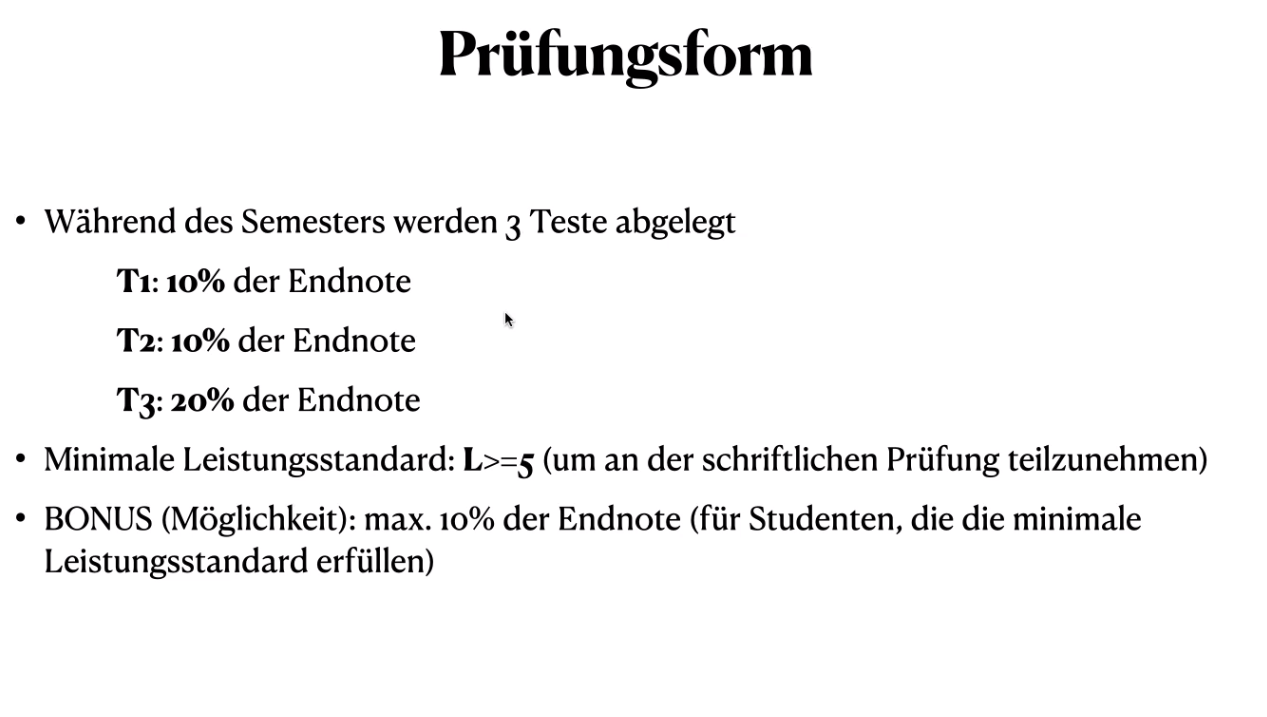 Prüfungsform
• Während des Semesters werden 3 Teste abgelegt
T1: 10% der Endnote
T2: 10% der Endnote
T3: 20% der Endnote
• Minimale Leistungsstandard: L>=5 (um an der schriftlichen Prüfung teilzunehmen)
• BONUS (Möglichkeit): max. 10% der Endnote (für Studenten, die die minimale
Leistungsstandard erfüllen)